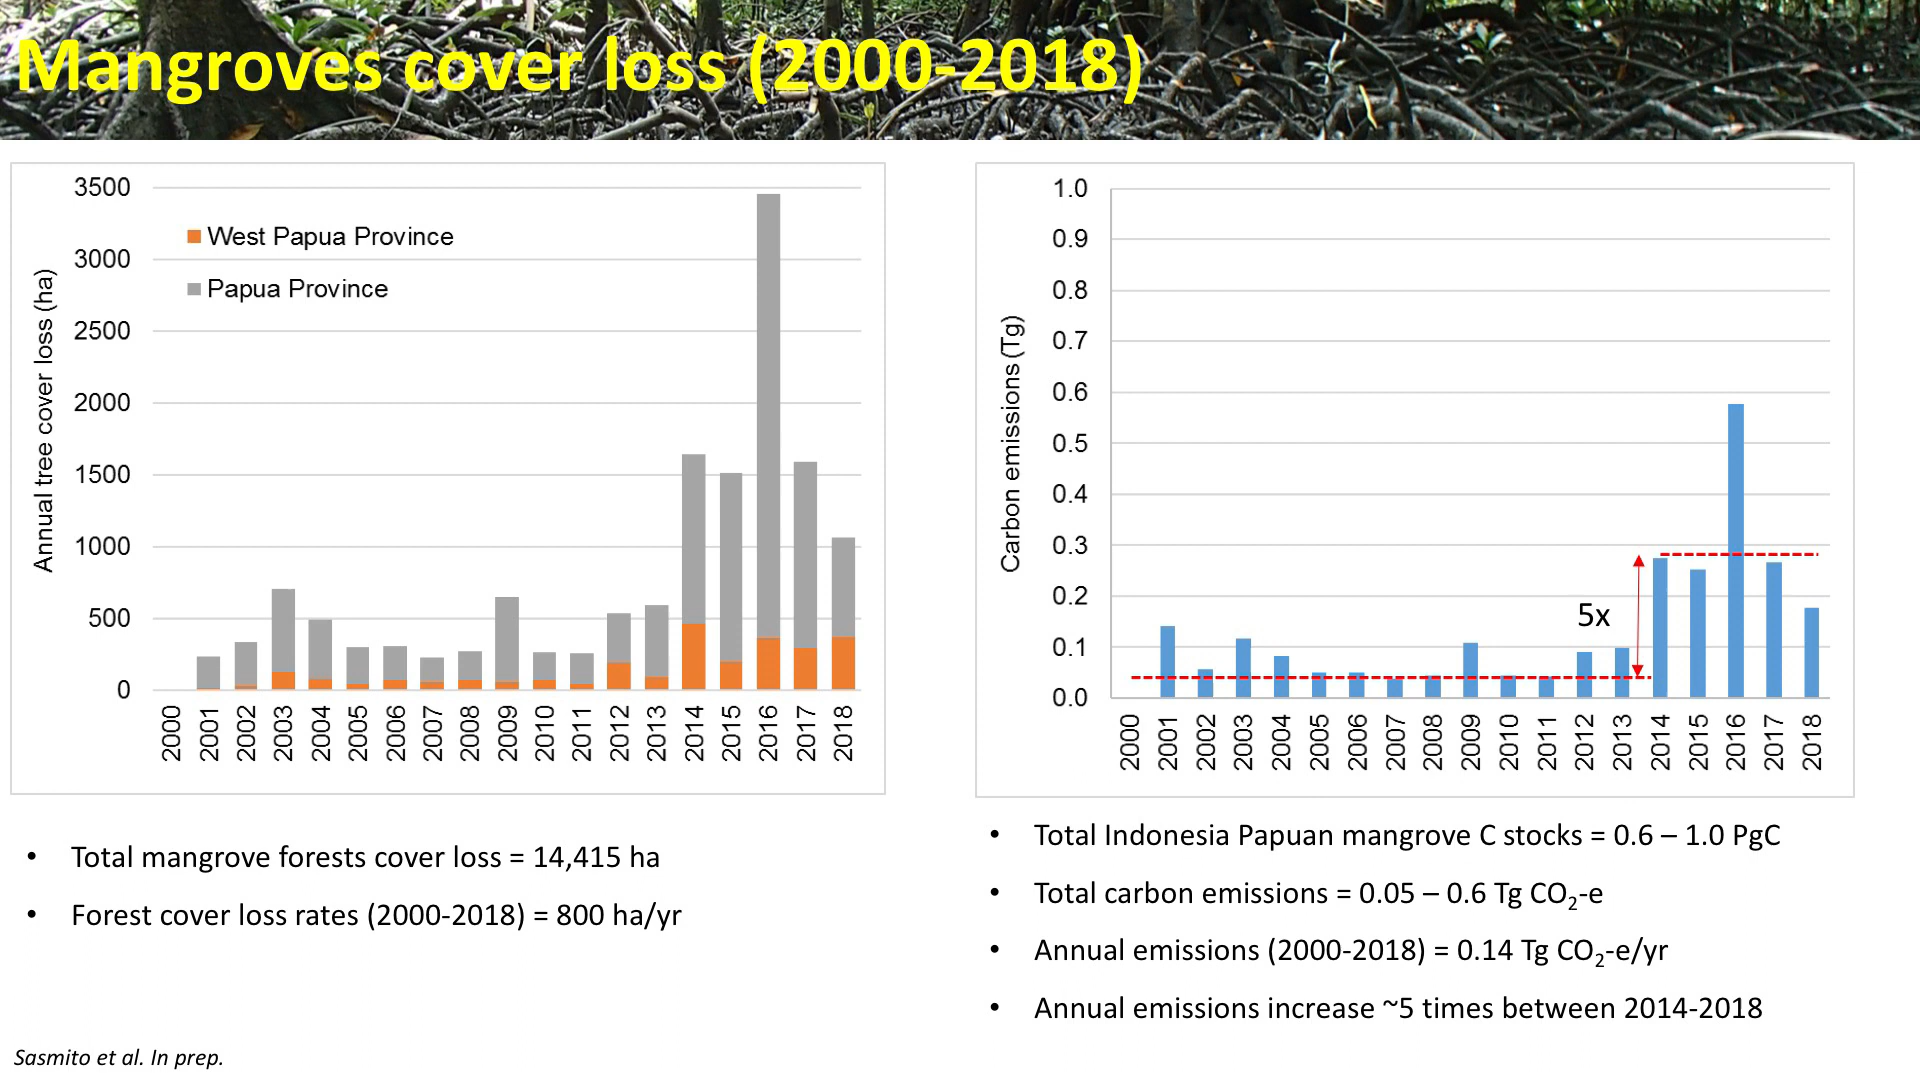 Mangroves cover loss (2000-2018)
Annual tree cover loss (ha)
3500
3000
2500
2000
1500
1000
500
0
West Papua Province
Papua Province
2000 2001 2002 2003 2004 2005 2006 2007 2008 2009 2010 2011 2012 2013 2014 2015 2016 2017 2018
• Total mangrove forests cover loss = 14,415 ha
• Forest cover loss rates (2000-2018) = 800 ha/yr
Carbon emissions (Tg)
1.0
0.9
0.8
0.7
0.6
0.5
0.4
0.3
0.2
0.1
0.0
5x
2000 2001 2002 2003 2004 2005 2006 2007 2008 2009 2010 2011 2012 2013 2014 2015 2016 2017 2018
• Total Indonesia Papuan mangrove C stocks = 0.6 – 1.0 PgC
• Total carbon emissions = 0.05 – 0.6 Tg CO₂-e
• Annual emissions (2000-2018) = 0.14 Tg CO₂-e/yr
• Annual emissions increase ~5 times between 2014-2018
Sasmito et al. In prep.